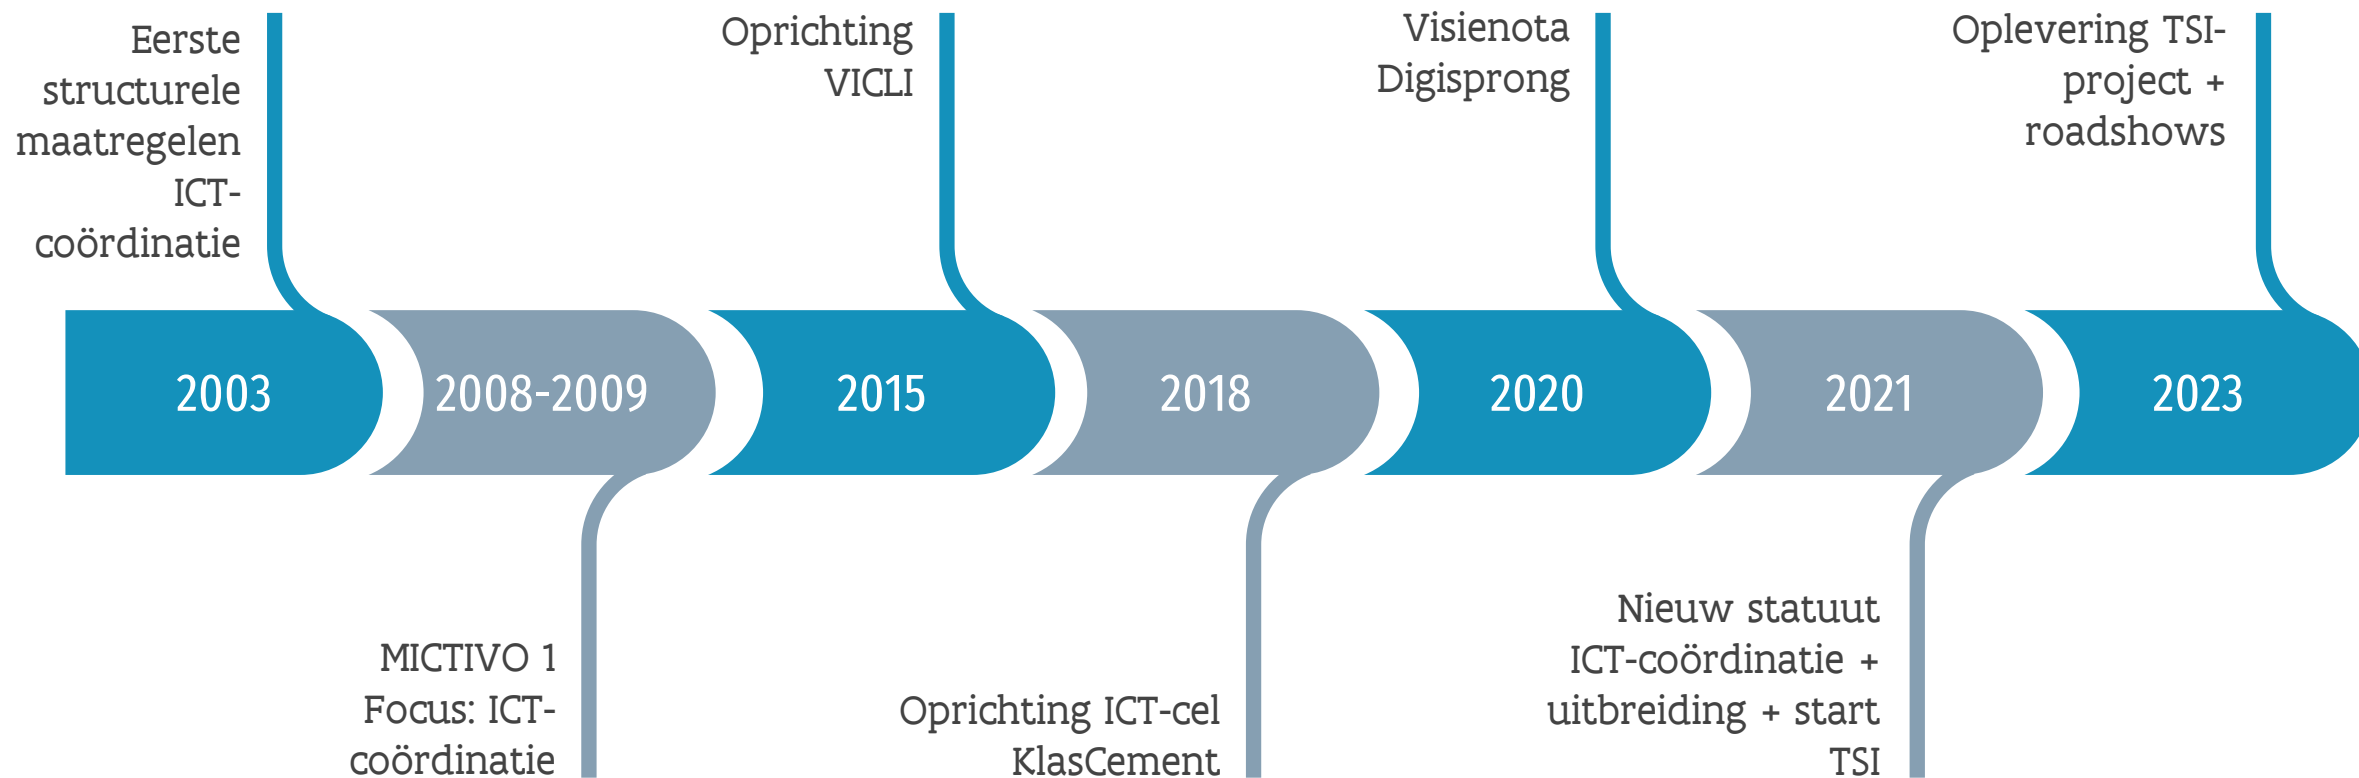 Eerste
structurele
maatregelen
ICT-
coördinatie
Oprichting
VICLI
Visienota
Digisprong
Oplevering TSI-
project +
roadshows
2003
2008-2009
2015
2018
2020
2021
2023
MICTIVO 1
Focus: ICT-
coördinatie
Oprichting ICT-cel
KlasCement
Nieuw statuut
ICT-coördinatie +
uitbreiding + start
TSI